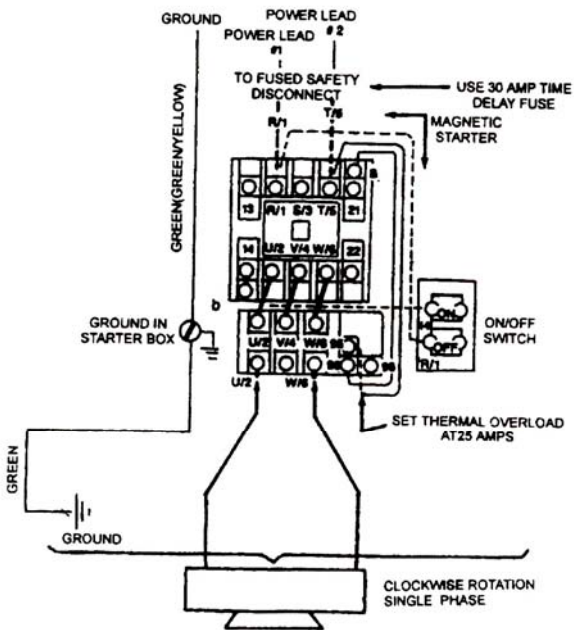 GROUND
POWER LEAD
# 2
POWER LEAD
#1
TO FUSED SAFETY
DISCONNECT
USE 30 AMP TIME
DELAY FUSE
MAGNETIC
STARTER
R/1
T/5
GREEN(GREEN/YELLOW)
a
13
R/1
S/3
T/5
21
14
U/2
V/4
W/6
22
b
ON
14
OFF
R/1
ON/OFF
SWITCH
GROUND IN
STARTER BOX
U/2
V/4
W/6
95
96
U/2
W/6
SET THERMAL OVERLOAD
AT25 AMPS
GREEN
GROUND
CLOCKWISE ROTATION
SINGLE PHASE